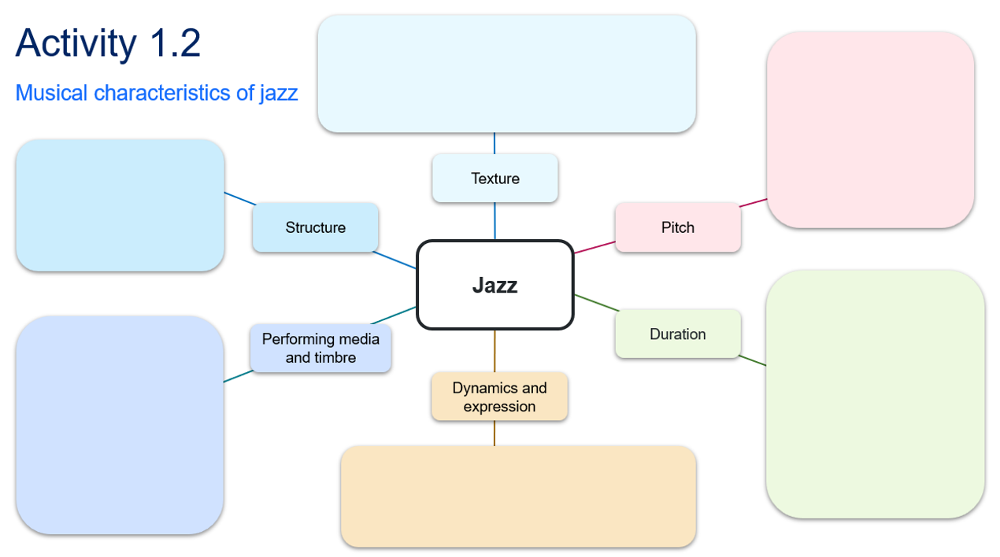 Activity 1.2
Musical characteristics of jazz
Texture
Structure
Pitch
Jazz
Performing media
and timbre
Duration
Dynamics and
expression